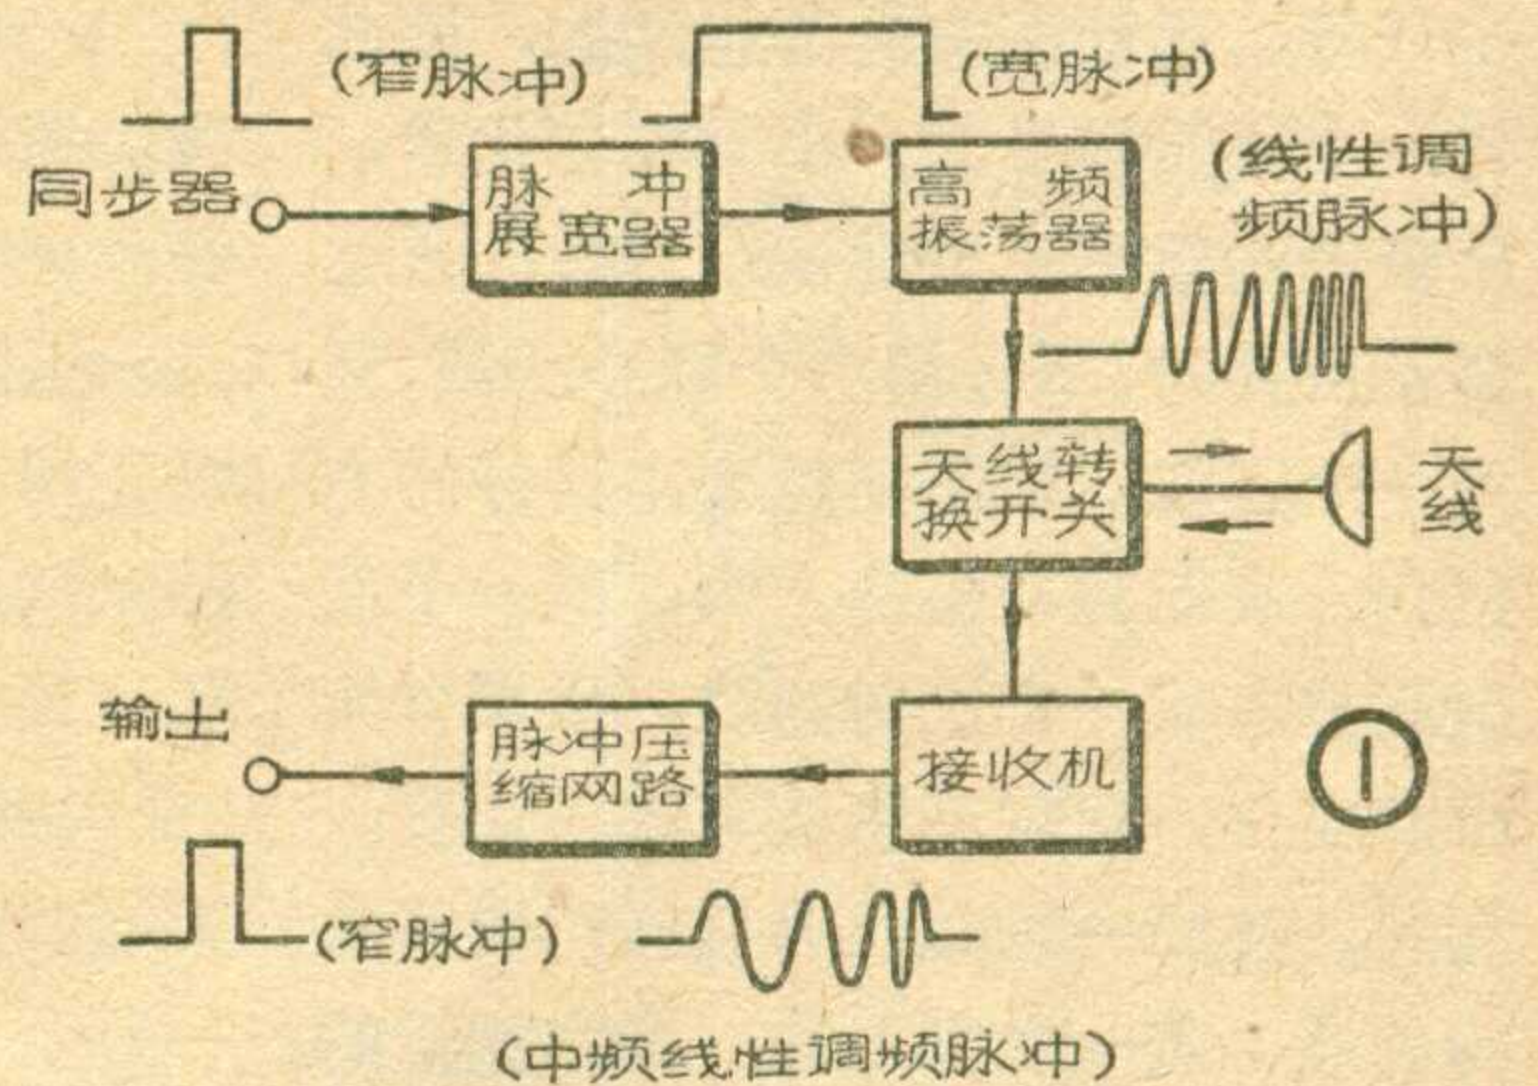 (窄脉冲)
(宽脉冲)
同步器
脉冲
展宽器
高频
振荡器
(线性调
频脉冲)
天线转
换开关
天
线
输出
脉冲压
缩网路
接收机
①
(窄脉冲)
(中频线性调频脉冲)